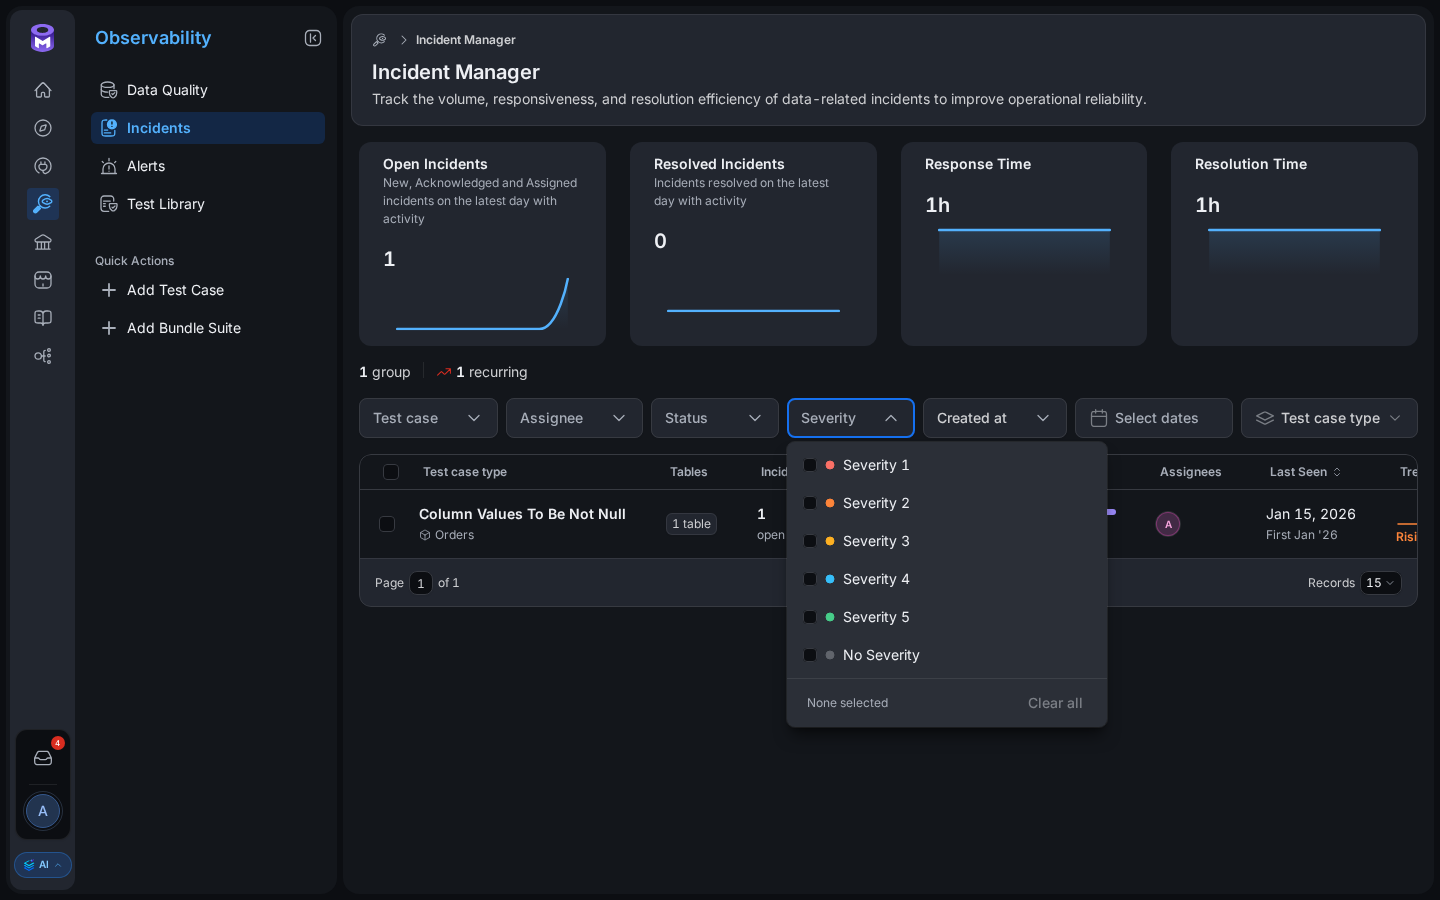 Observability
Data Quality
Incidents
Alerts
Test Library
Quick Actions
Add Test Case
Add Bundle Suite
4
A
AI
Incident Manager
Incident Manager
Track the volume, responsiveness, and resolution efficiency of data-related incidents to improve operational reliability.
Open Incidents
New, Acknowledged and Assigned
incidents on the latest day with
activity
1
Resolved Incidents
Incidents resolved on the latest
day with activity
0
Response Time
1h
Resolution Time
1h
1 group
1 recurring
Test case
Assignee
Status
Severity
Created at
Select dates
Test case type
Test case type
Tables
Incid
Assignees
Last Seen
Tre
Column Values To Be Not Null
Orders
1 table
1
open
A
Jan 15, 2026
First Jan '26
Risi
Severity 1
Severity 2
Severity 3
Severity 4
Severity 5
No Severity
None selected
Clear all
Page 1 of 1
Records 15